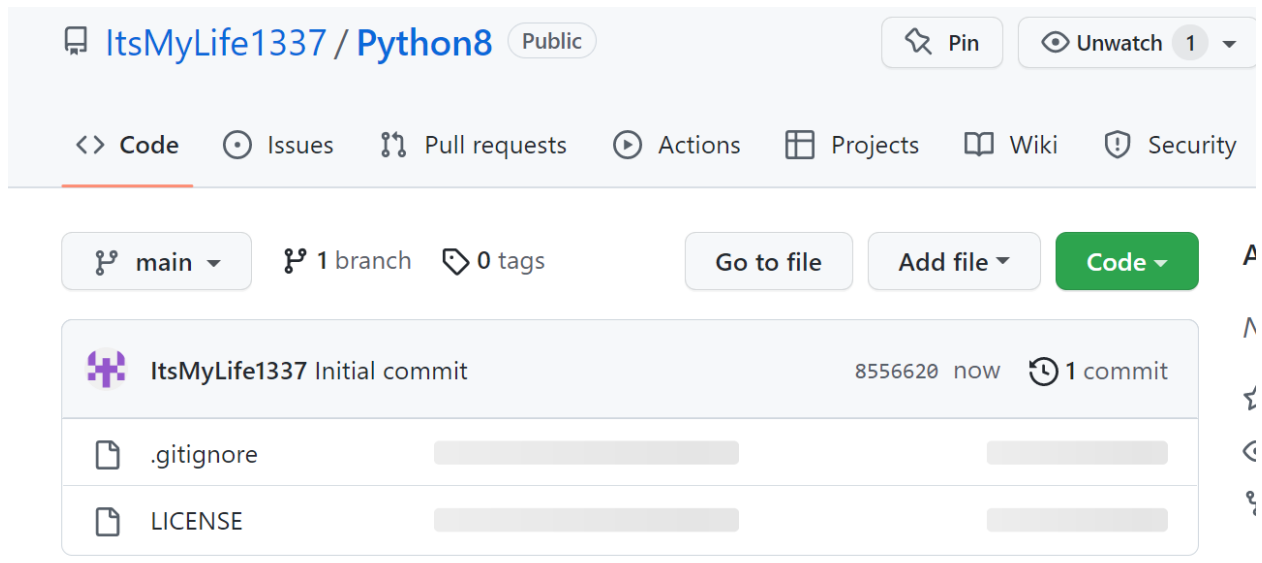 ItsMyLife1337 / Python8 Public Pin Unwatch 1
Code Issues Pull requests Actions Projects Wiki Security
main 1 branch 0 tags Go to file Add file Code
ItsMyLife1337 Initial commit 8556620 now 1 commit
.gitignore
LICENSE